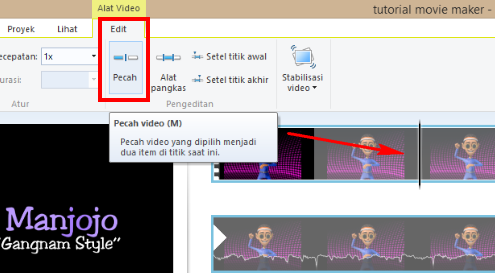 Alat Video
tutorial movie maker -
Proyek Lihat Edit
ecepatan: 1x
urasi:
Atur
Pecah
Alat
pangkas
Setel titik awal
Setel titik akhir
Pengeditan
Stabilisasi
video
Pecah video (M)
Pecah video yang dipilih menjadi
dua item di titik saat ini.
Manjojo
"Gangnam Style"